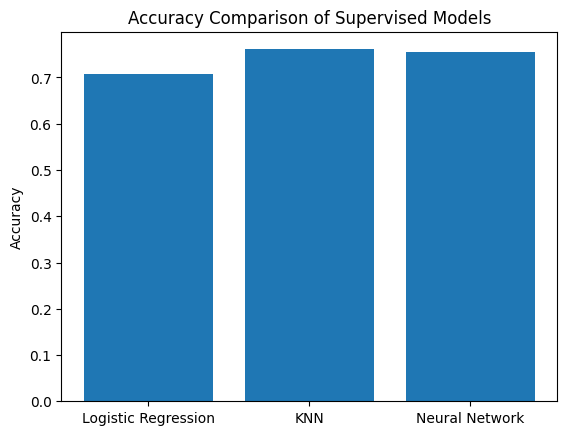 Accuracy Comparison of Supervised Models
Accuracy
0.7
0.6
0.5
0.4
0.3
0.2
0.1
0.0
Logistic Regression
KNN
Neural Network